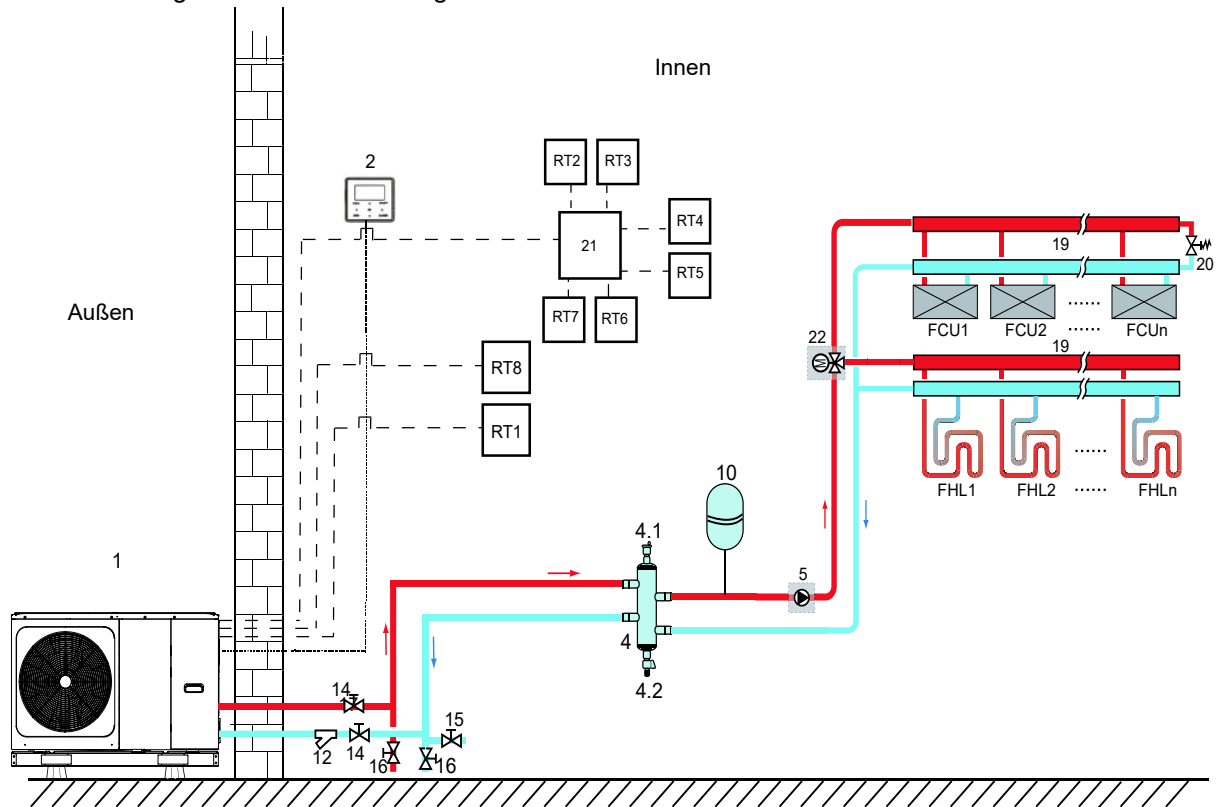 Innen
2
RT2
RT3
RT4
21
RT5
RT7
RT6
19
20
Außen
FCU1
FCU2
......
......
FCUn
22
19
RT8
RT1
10
FHL1
FHL2
......
......
FHLn
4.1
1
5
4
4.2
14
15
12
14
16
16